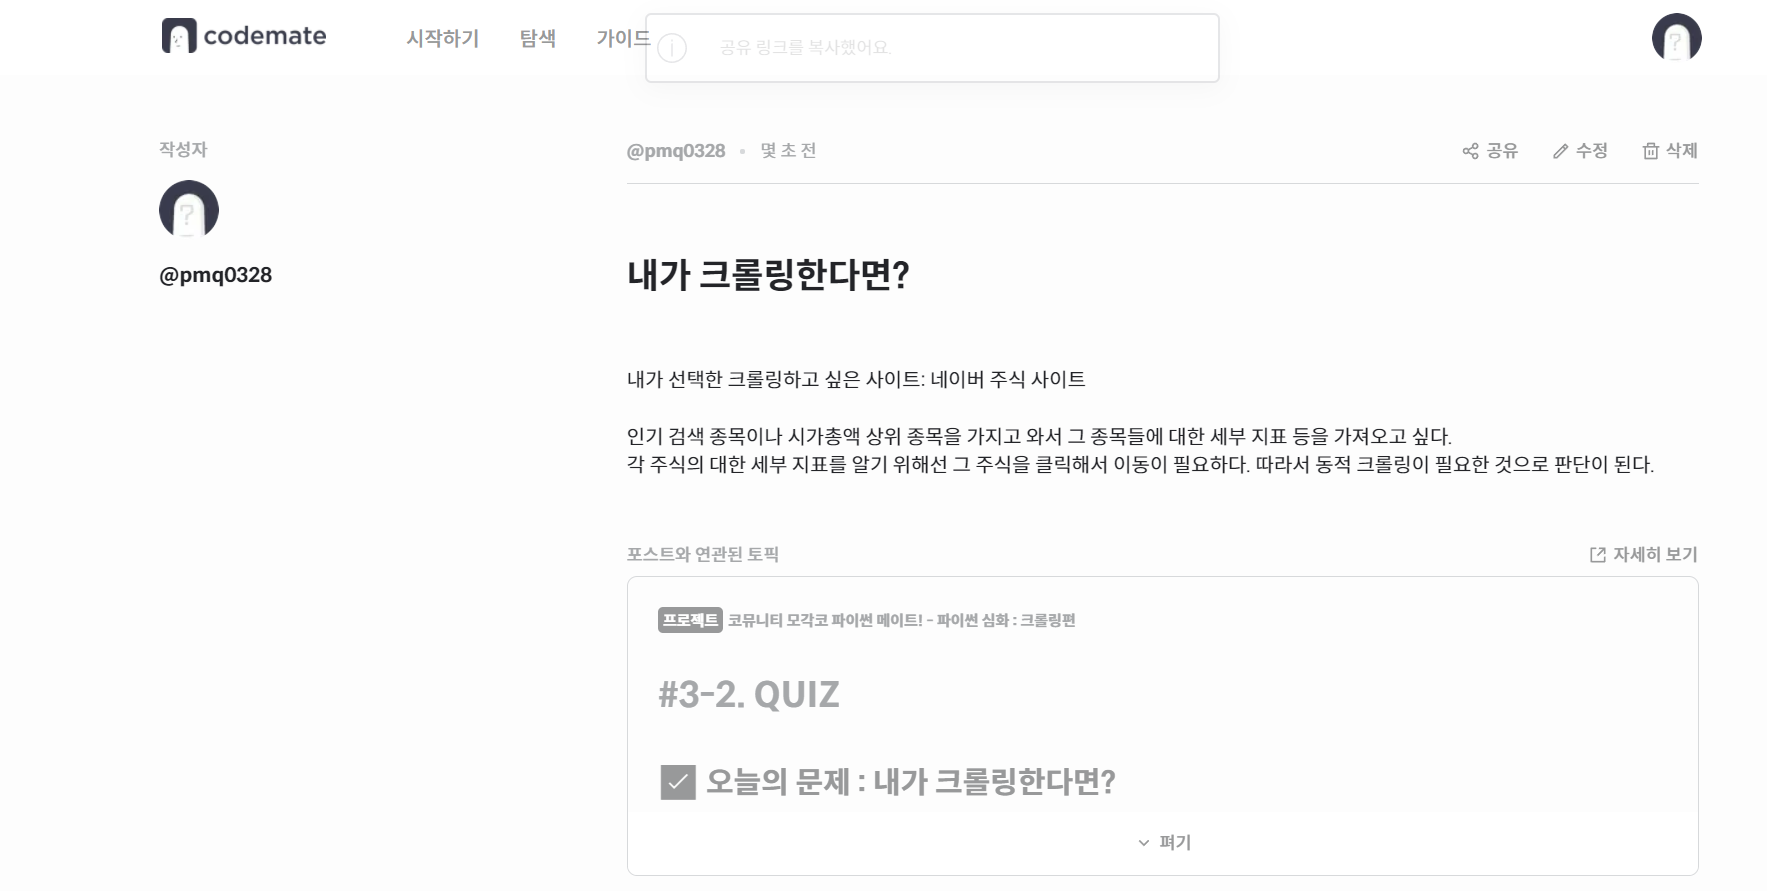 codemate 시작하기 탐색 가이드
공유 링크를 복사했어요.
작성자
@pmq0328
@pmq0328 • 몇 초 전 공유 수정 삭제
내가 크롤링한다면?
내가 선택한 크롤링하고 싶은 사이트: 네이버 주식 사이트
인기 검색 종목이나 시가총액 상위 종목을 가지고 와서 그 종목들에 대한 세부 지표 등을 가져오고 싶다.
각 주식의 대한 세부 지표를 알기 위해선 그 주식을 클릭해서 이동이 필요하다. 따라서 동적 크롤링이 필요한 것으로 판단이 된다.
포스트와 연관된 토픽 자세히 보기
프로젝트 코뮤니티 모각코 파이썬 메이트! - 파이썬 심화 : 크롤링편
#3-2. QUIZ
오늘의 문제 : 내가 크롤링한다면?
펴기